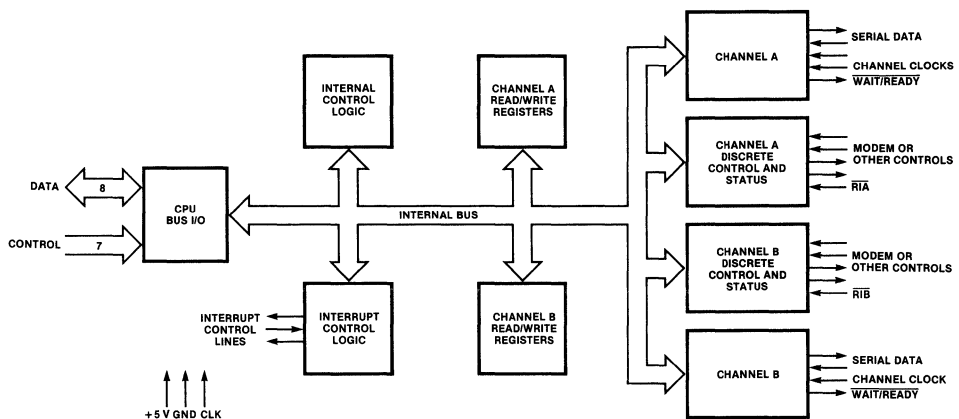 INTERNAL
CONTROL
LOGIC
CHANNEL A
READ/WRITE
REGISTERS
CHANNEL A
SERIAL DATA
CHANNEL CLOCKS
WAIT/READY
CHANNEL A
DISCRETE
CONTROL AND
STATUS
MODEM OR
OTHER CONTROLS
RIA
DATA
8
CPU
BUS I/O
INTERNAL BUS
CONTROL
7
CHANNEL B
DISCRETE
CONTROL AND
STATUS
MODEM OR
OTHER CONTROLS
RIB
INTERRUPT
CONTROL
LINES
INTERRUPT
CONTROL
LOGIC
CHANNEL B
READ/WRITE
REGISTERS
CHANNEL B
SERIAL DATA
CHANNEL CLOCK
WAIT/READY
+5 V GND CLK